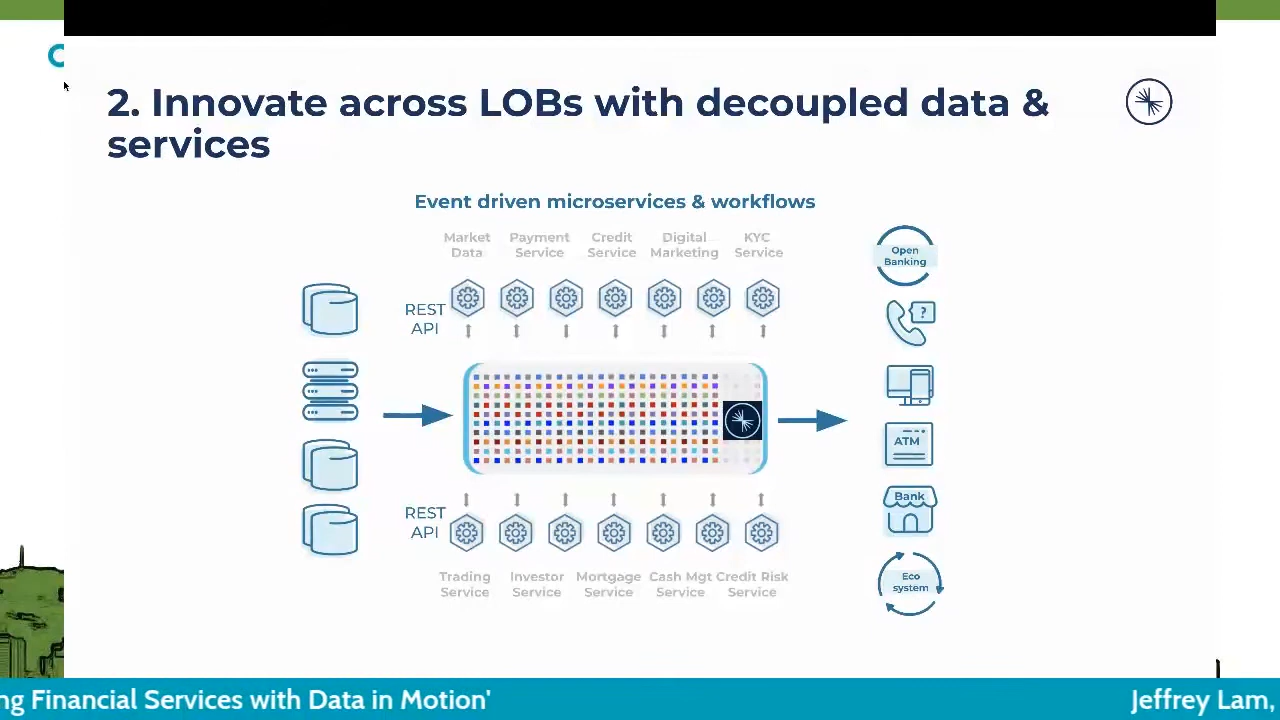 2. Innovate across LOBs with decoupled data &
services
Event driven microservices & workflows
Market
Data
Payment
Service
Credit
Service
Digital
Marketing
KYC
Service
REST
API
REST
API
Trading
Service
Investor
Service
Mortgage
Service
Cash Mgt
Service
Credit Risk
Service
Open
Banking
?
ATM
Bank
Eco
system
ng Financial Services with Data in Motion'
Jeffrey Lam,